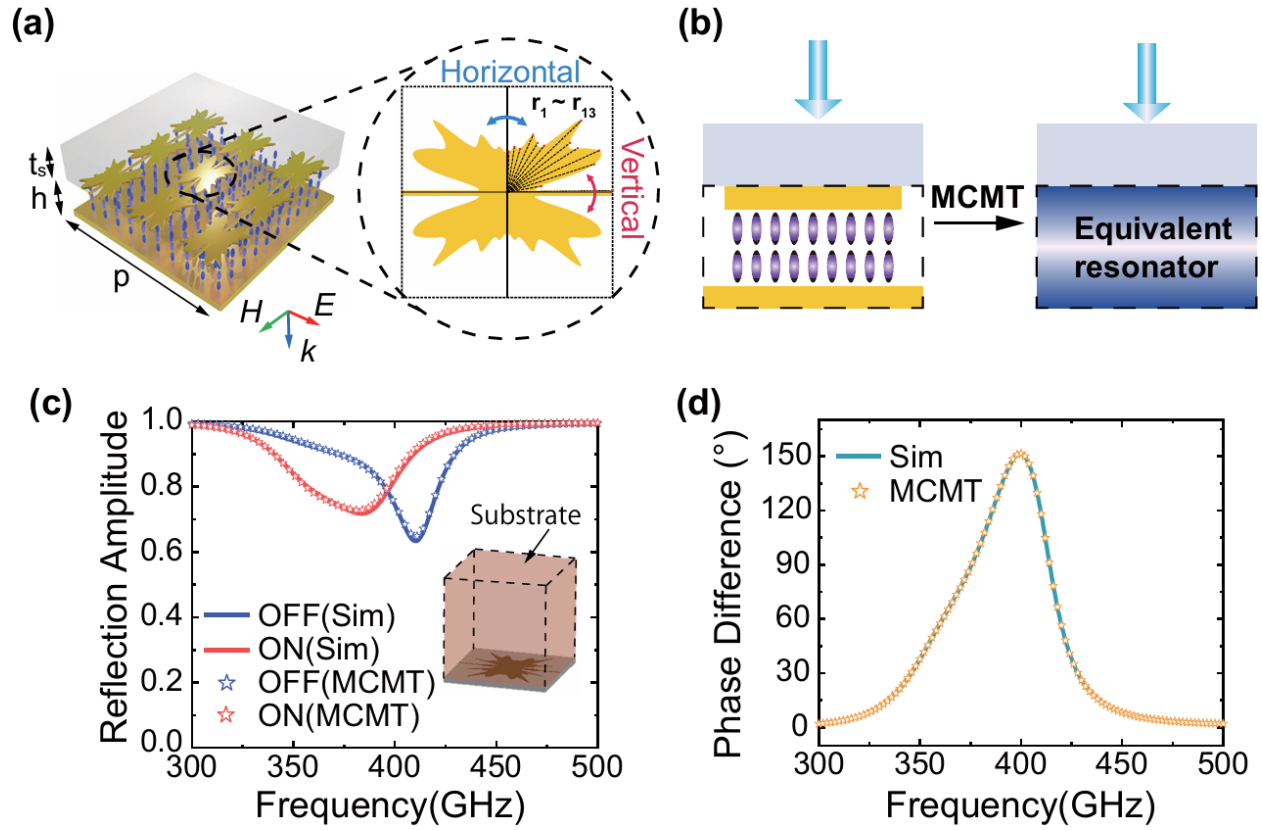 (a)
Horizontal
r1 ~ r13
Vertical
ts
h
p
H
E
k
(b)
MCMT
Equivalent
resonator
(c)
Reflection Amplitude
1.0
0.8
0.6
0.4
0.2
0.0
Substrate
OFF(Sim)
ON(Sim)
OFF(MCMT)
ON(MCMT)
300 350 400 450 500
Frequency(GHz)
(d)
Phase Difference (°)
150
120
90
60
30
0
Sim
MCMT
300 350 400 450 500
Frequency(GHz)